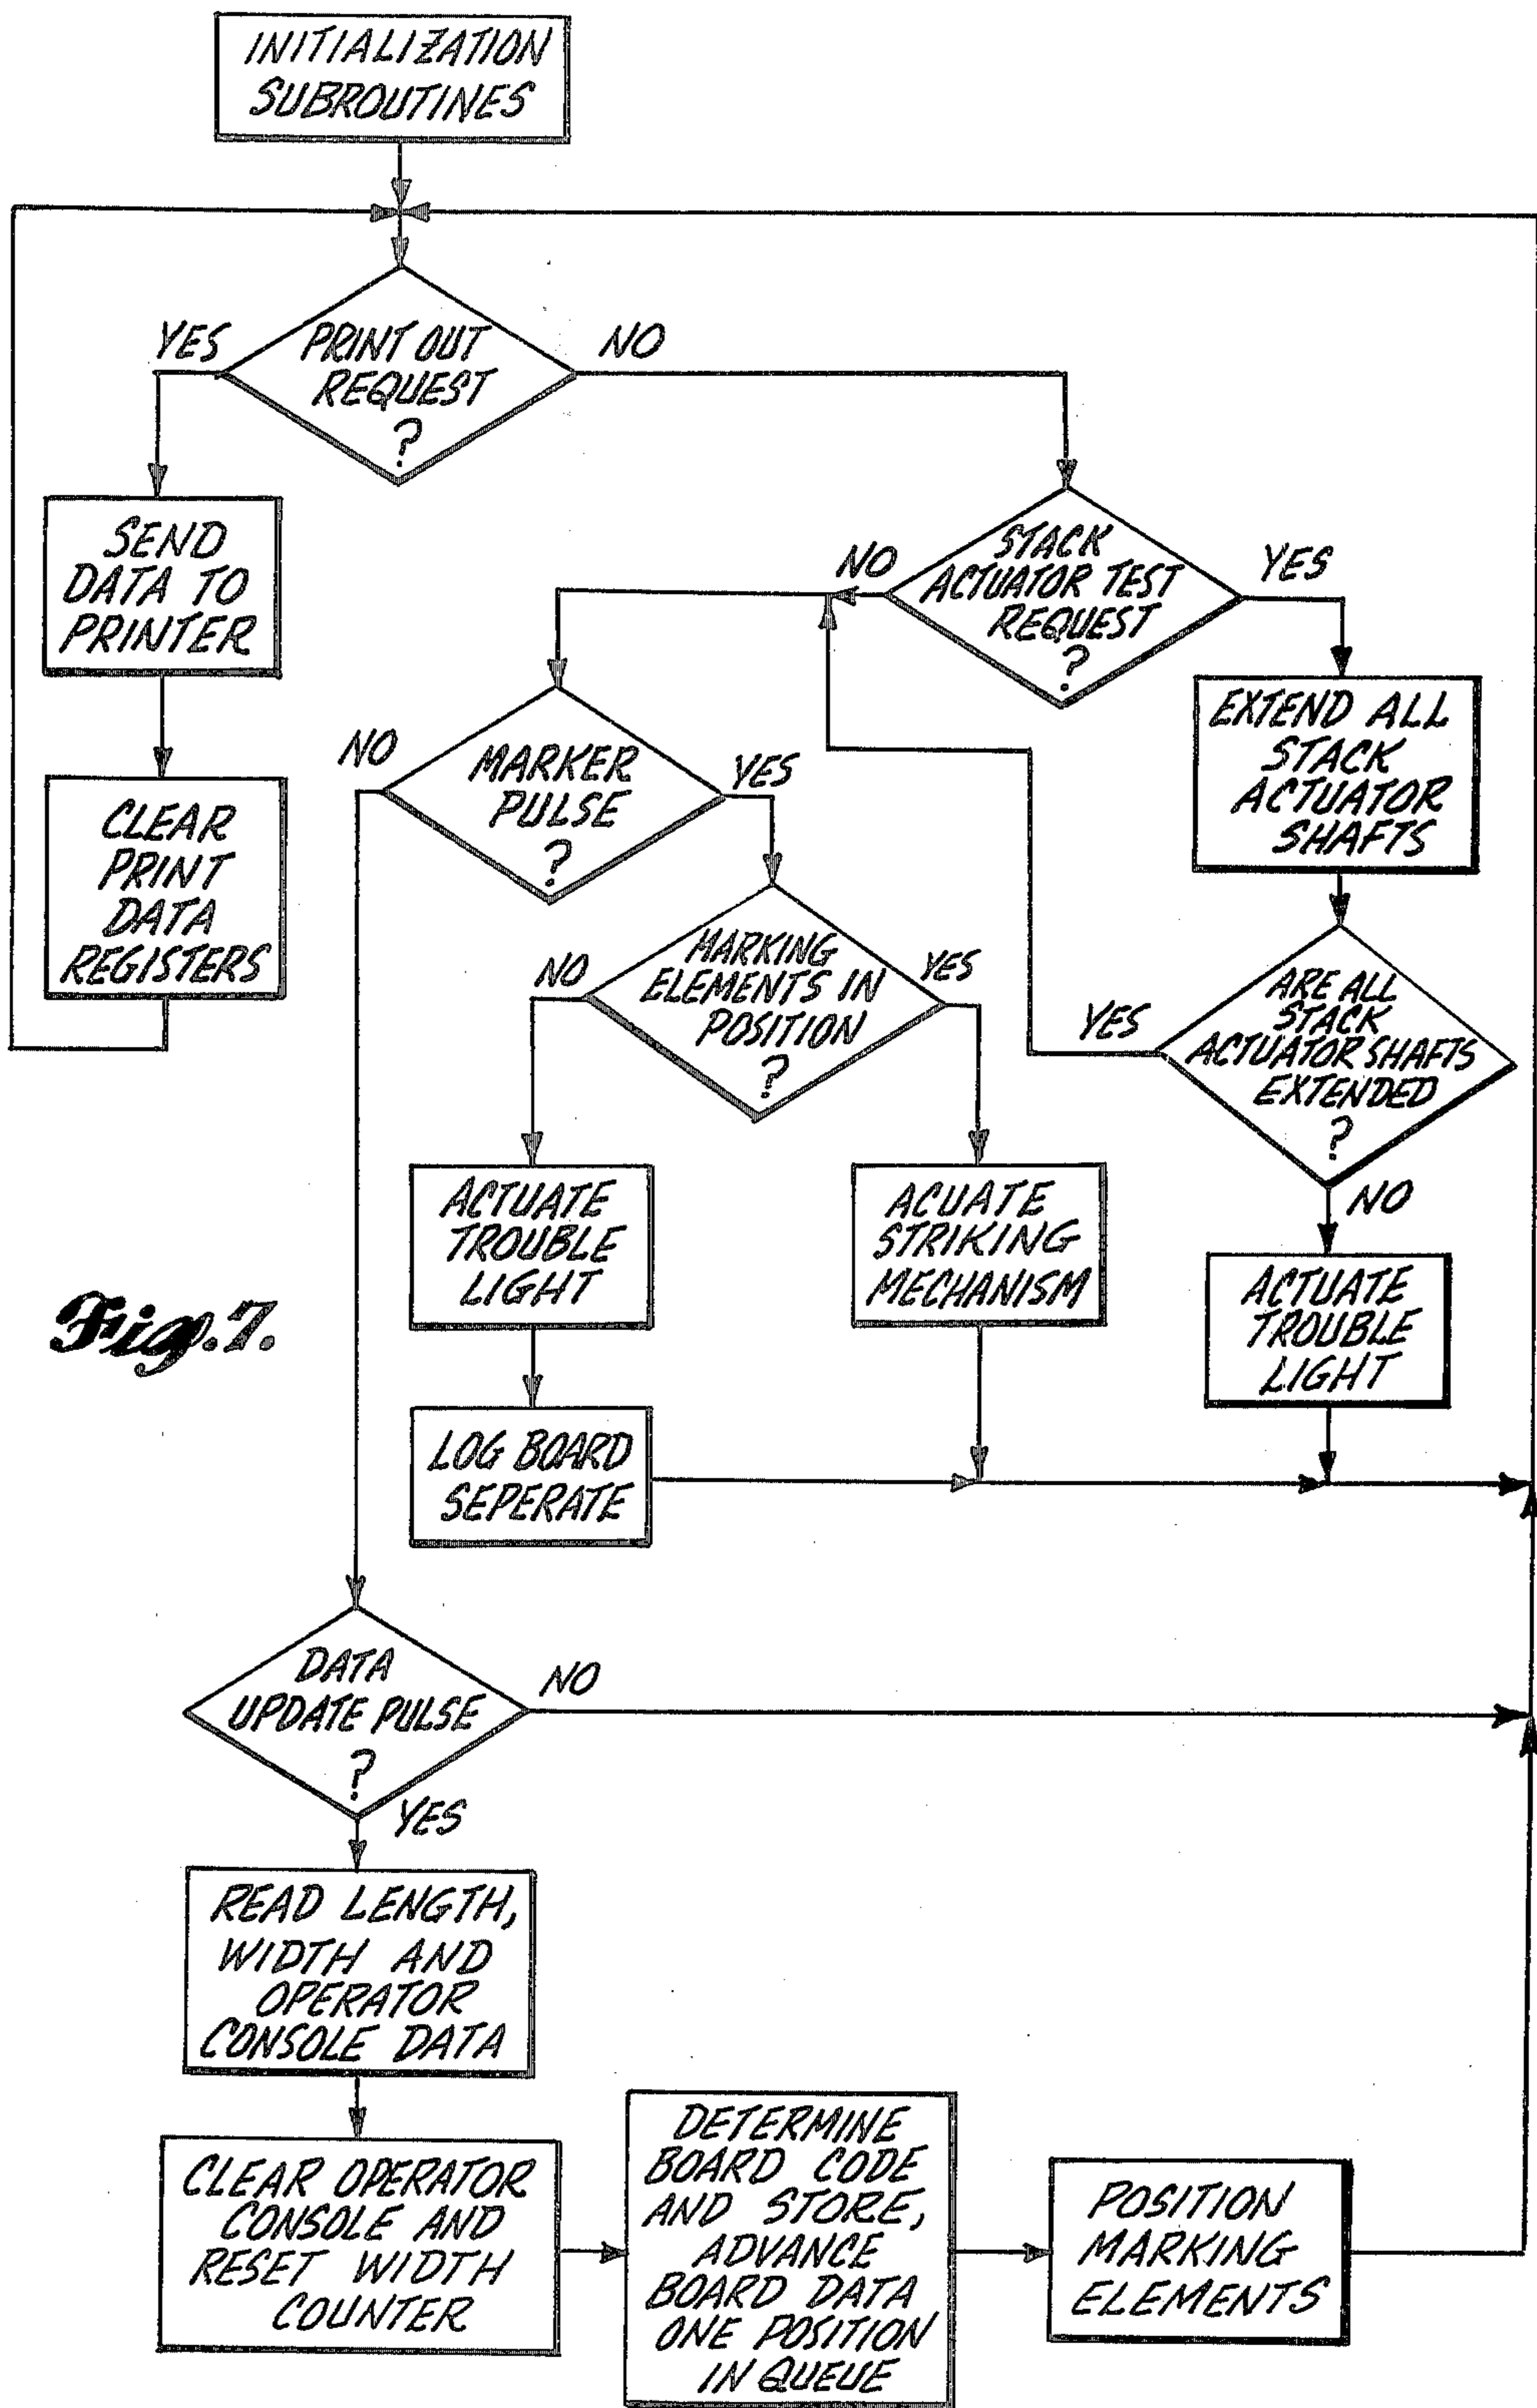 INITIALIZATION
SUBROUTINES
YES
PRINT OUT
REQUEST
?
NO
SEND
DATA TO
PRINTER
CLEAR
PRINT
DATA
REGISTERS
NO
STACK
ACTUATOR TEST
REQUEST
?
YES
EXTEND ALL
STACK
ACTUATOR
SHAFTS
NO
MARKER
PULSE
?
YES
NO
MARKING
ELEMENTS IN
POSITION
?
YES
YES
ARE ALL
STACK
ACTUATOR SHAFTS
EXTENDED
?
NO
ACTUATE
TROUBLE
LIGHT
ACUATE
STRIKING
MECHANISM
ACTUATE
TROUBLE
LIGHT
Fig. 7.
LOG BOARD
SEPERATE
DATA
UPDATE PULSE
?
NO
YES
READ LENGTH,
WIDTH AND
OPERATOR
CONSOLE DATA
CLEAR OPERATOR
CONSOLE AND
RESET WIDTH
COUNTER
DETERMINE
BOARD CODE
AND STORE,
ADVANCE
BOARD DATA
ONE POSITION
IN QUEUE
POSITION
MARKING
ELEMENTS